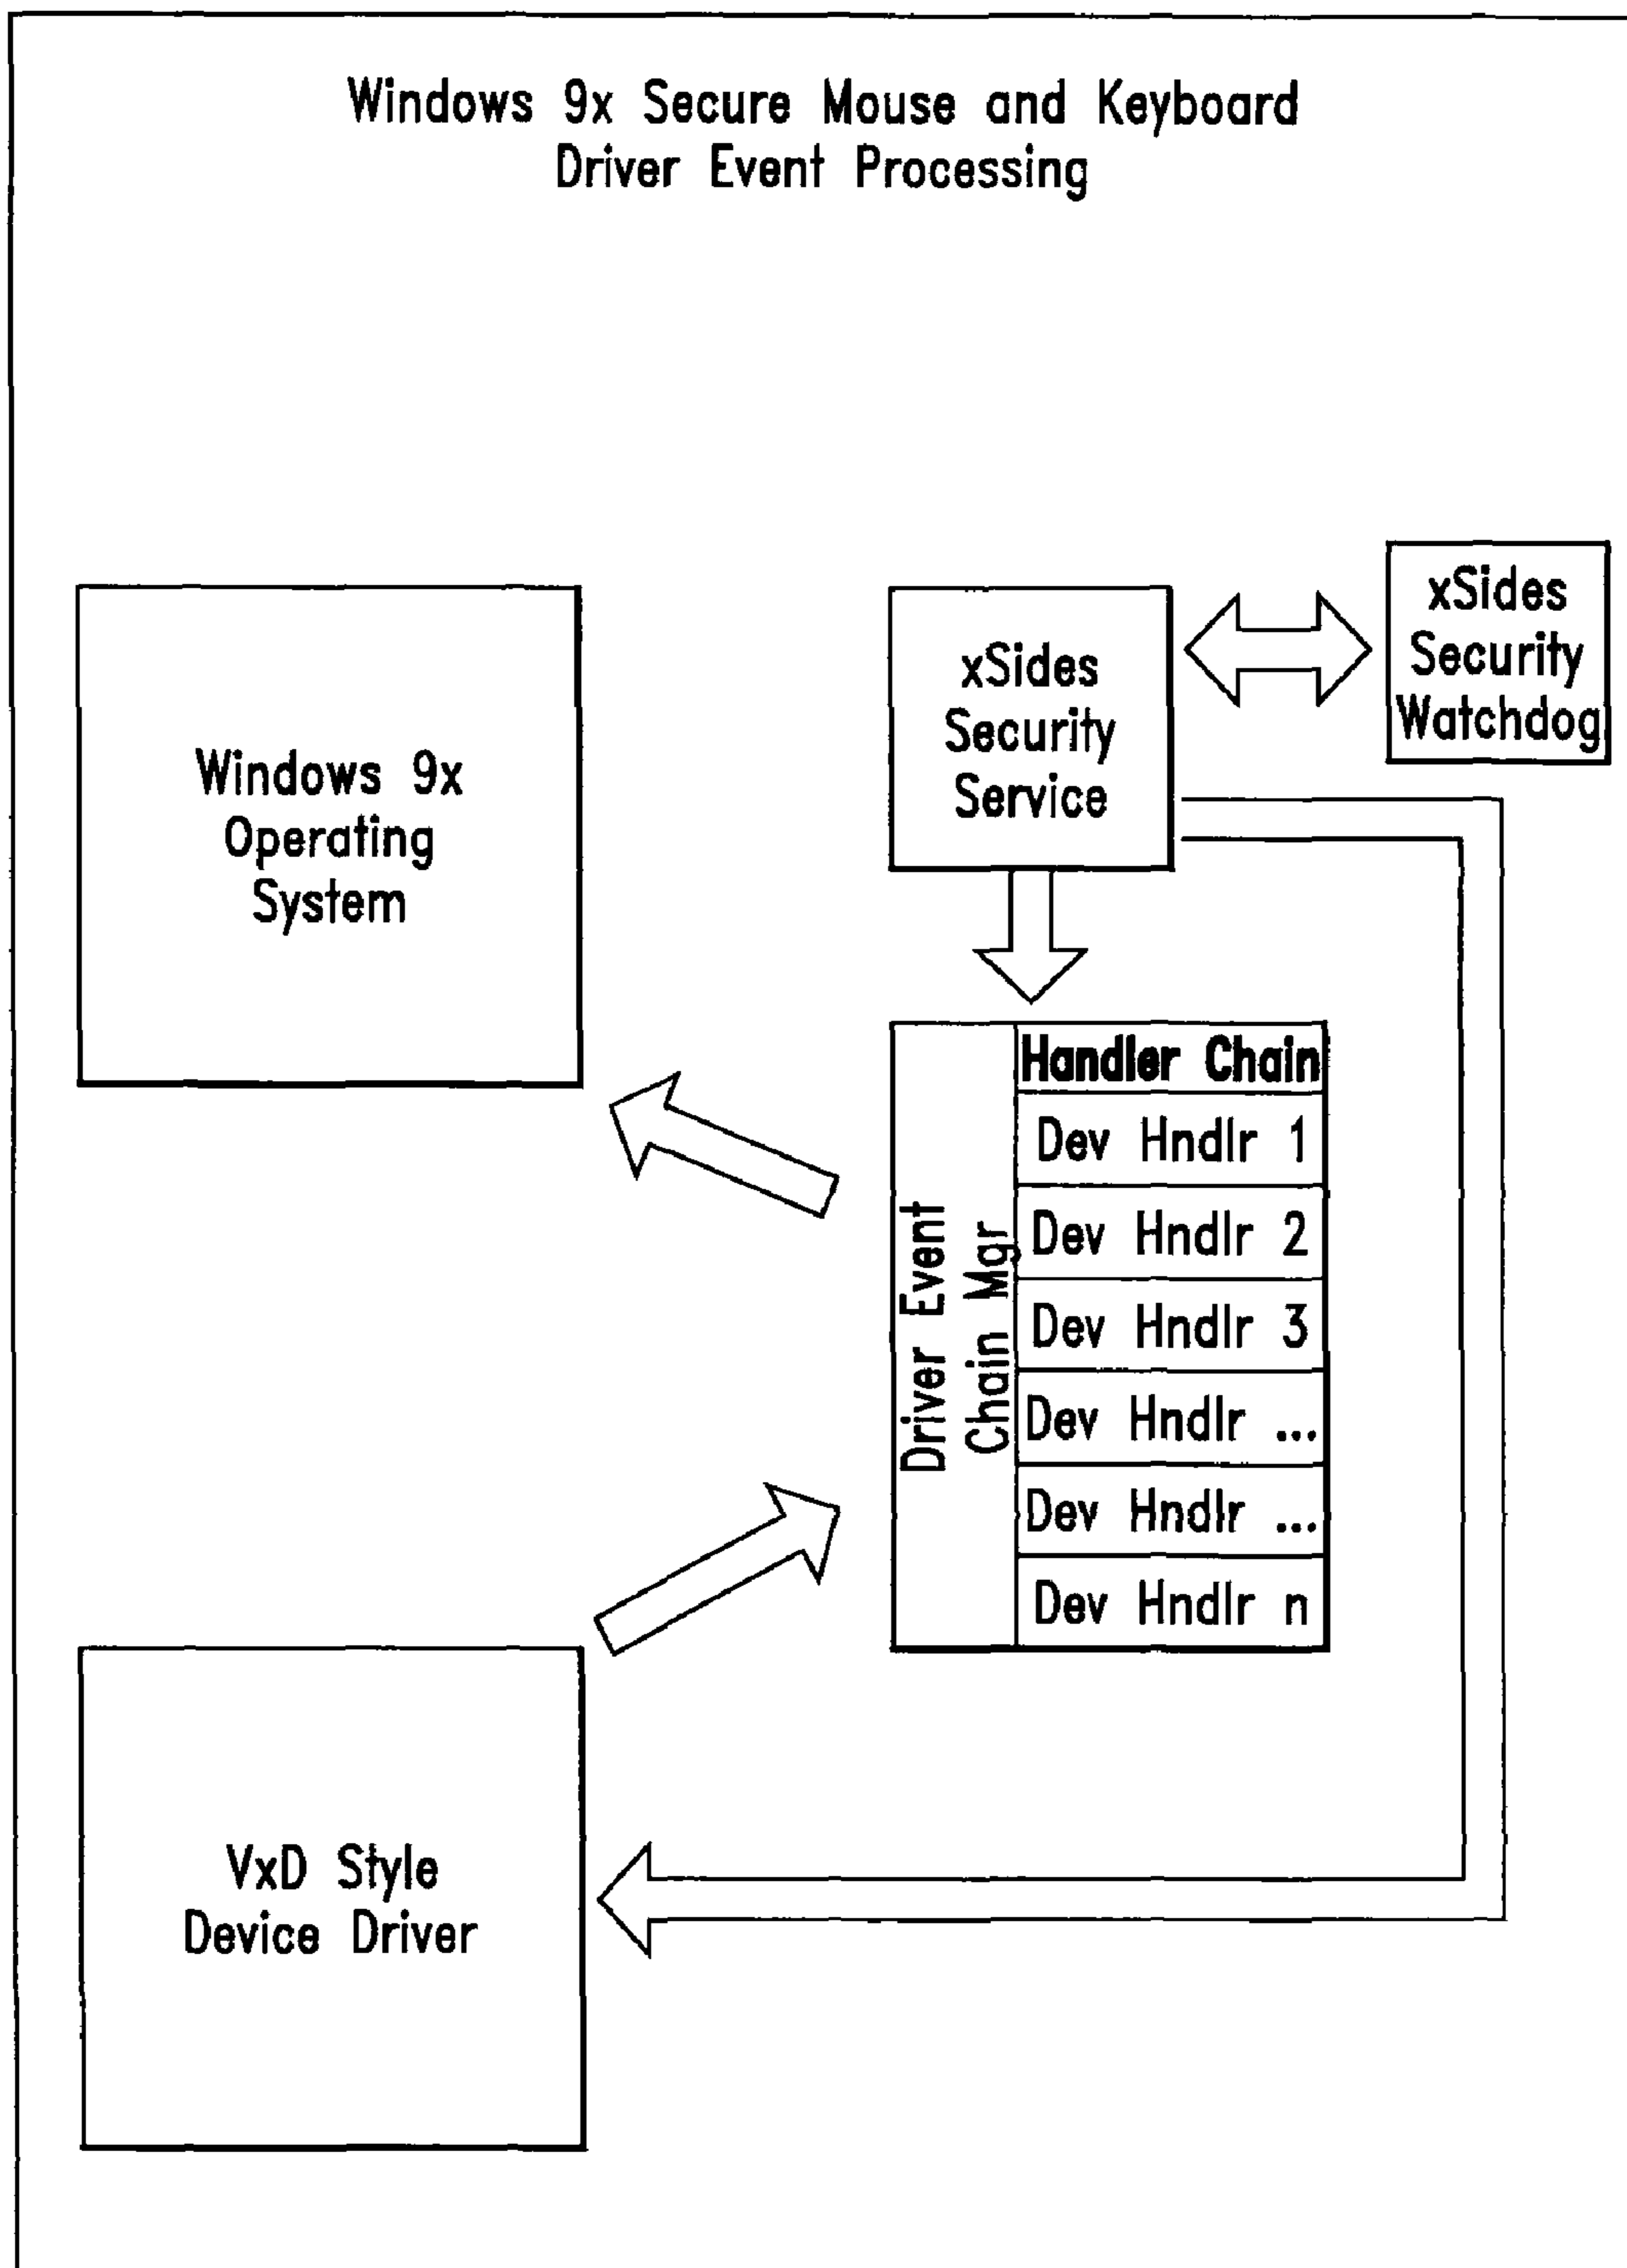 Windows 9x Secure Mouse and Keyboard
Driver Event Processing
Windows 9x
Operating
System
xSides
Security
Service
xSides
Security
Watchdog
Driver Event
Chain Mgr
Handler Chain
Dev Hndlr 1
Dev Hndlr 2
Dev Hndlr 3
Dev Hndlr ...
Dev Hndlr ...
Dev Hndlr n
VxD Style
Device Driver